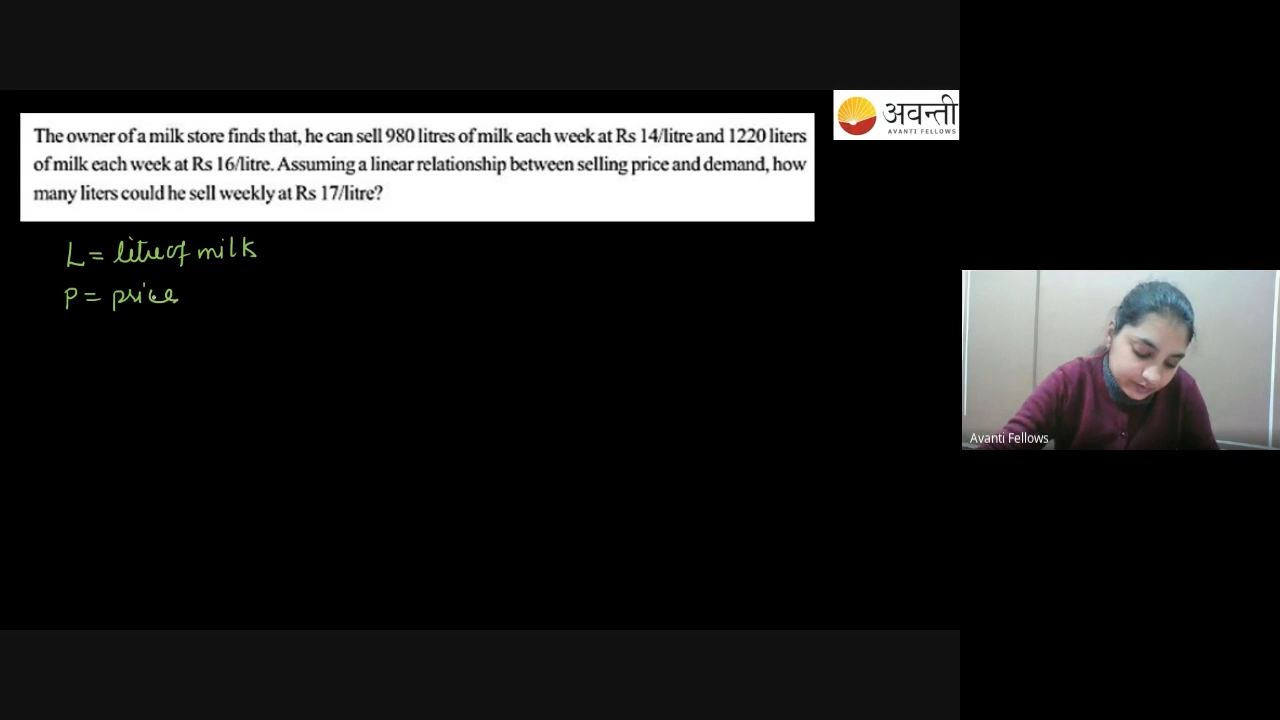 The owner of a milk store finds that, he can sell 980 litres of milk each week at Rs 14/litre and 1220 liters
of milk each week at Rs 16/litre. Assuming a linear relationship between selling price and demand, how
many liters could he sell weekly at Rs 17/litre?
अवन्ती
AVANTI FELLOWS
L = litre of milk
P = price
Avanti Fellows